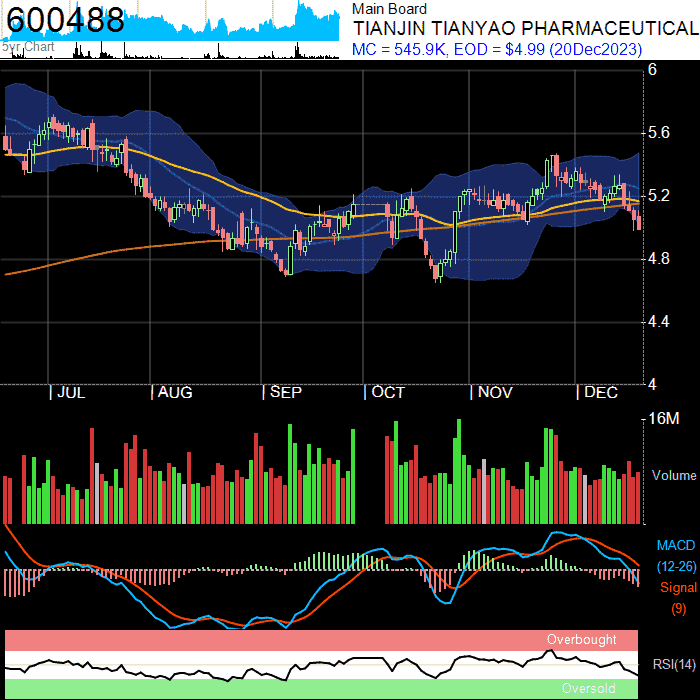 600488
5yr Chart
Main Board
TIANJIN TIANYAO PHARMACEUTICAL
MC = 545.9K, EOD = $4.99 (20Dec2023)
6
5.6
5.2
4.8
4.4
4
| JUL | AUG | SEP | OCT | NOV | DEC
16M
Volume
MACD
(12-26)
Signal
(9)
Overbought
RSI(14)
Oversold